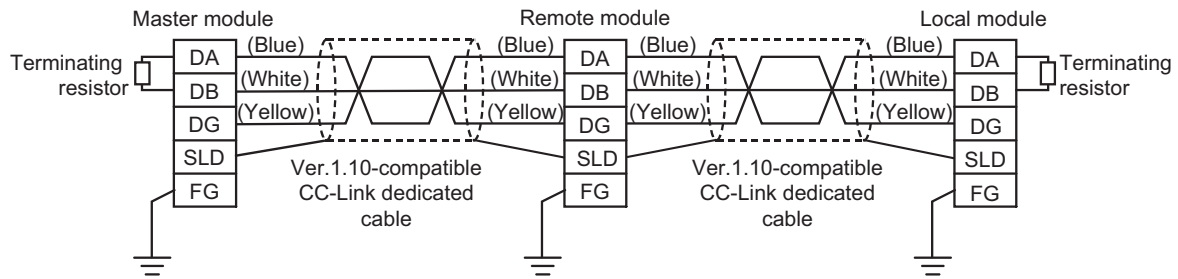 Master module
Remote module
Local module
Terminating
resistor
DA
DB
DG
SLD
FG
(Blue)
(White)
(Yellow)
Ver.1.10-compatible
CC-Link dedicated
cable
(Blue)
(White)
(Yellow)
DA
DB
DG
SLD
FG
(Blue)
(White)
(Yellow)
Ver.1.10-compatible
CC-Link dedicated
cable
(Blue)
(White)
(Yellow)
DA
DB
DG
SLD
FG
Terminating
resistor